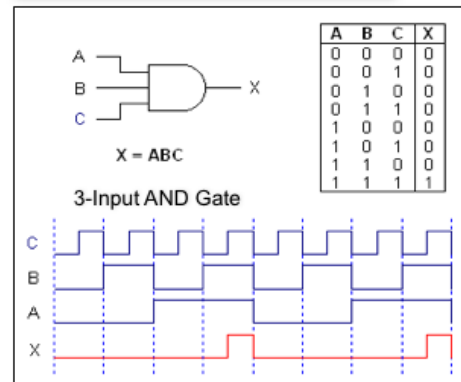 A
B
C
X
X = ABC
3-Input AND Gate
A B C X
0 0 0 0
0 0 1 0
0 1 0 0
0 1 1 0
1 0 0 0
1 0 1 0
1 1 0 0
1 1 1 1
C
B
A
X